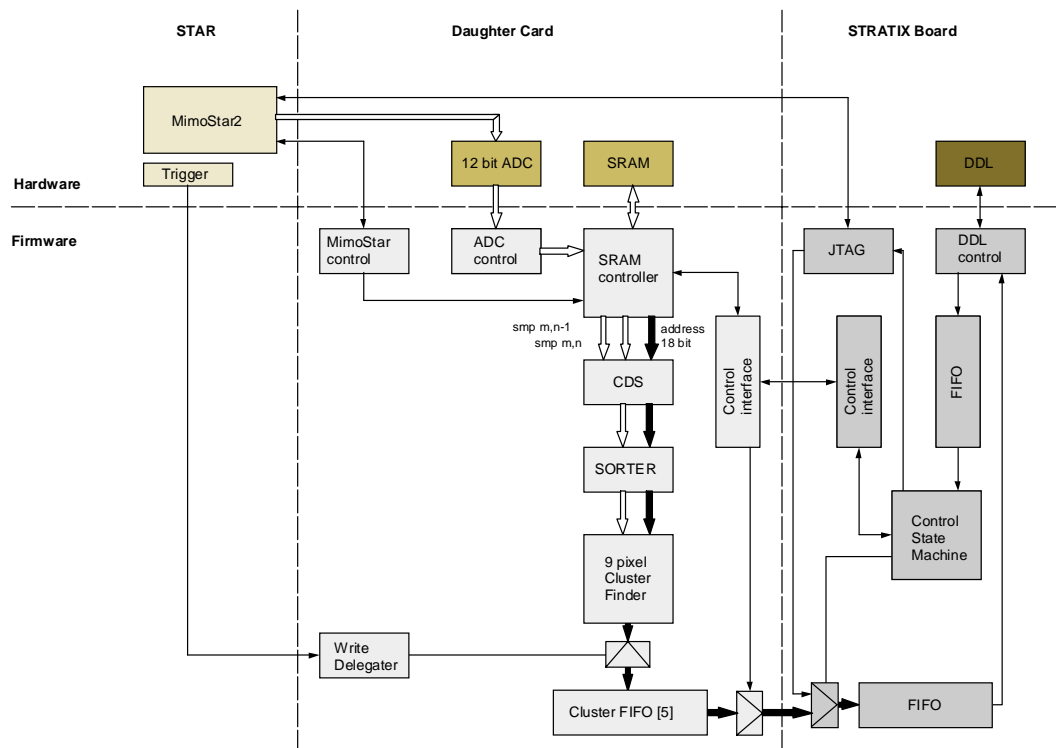 STAR
Daughter Card
STRATIX Board
MimoStar2
12 bit ADC
SRAM
DDL
Trigger
Hardware
Firmware
MimoStar
control
ADC
control
SRAM
controller
JTAG
DDL
control
smp m,n-1
smp m,n
address
18 bit
CDS
Control
interface
Control
interface
FIFO
SORTER
Control
State
Machine
9 pixel
Cluster
Finder
Write
Delegater
Cluster FIFO [5]
FIFO